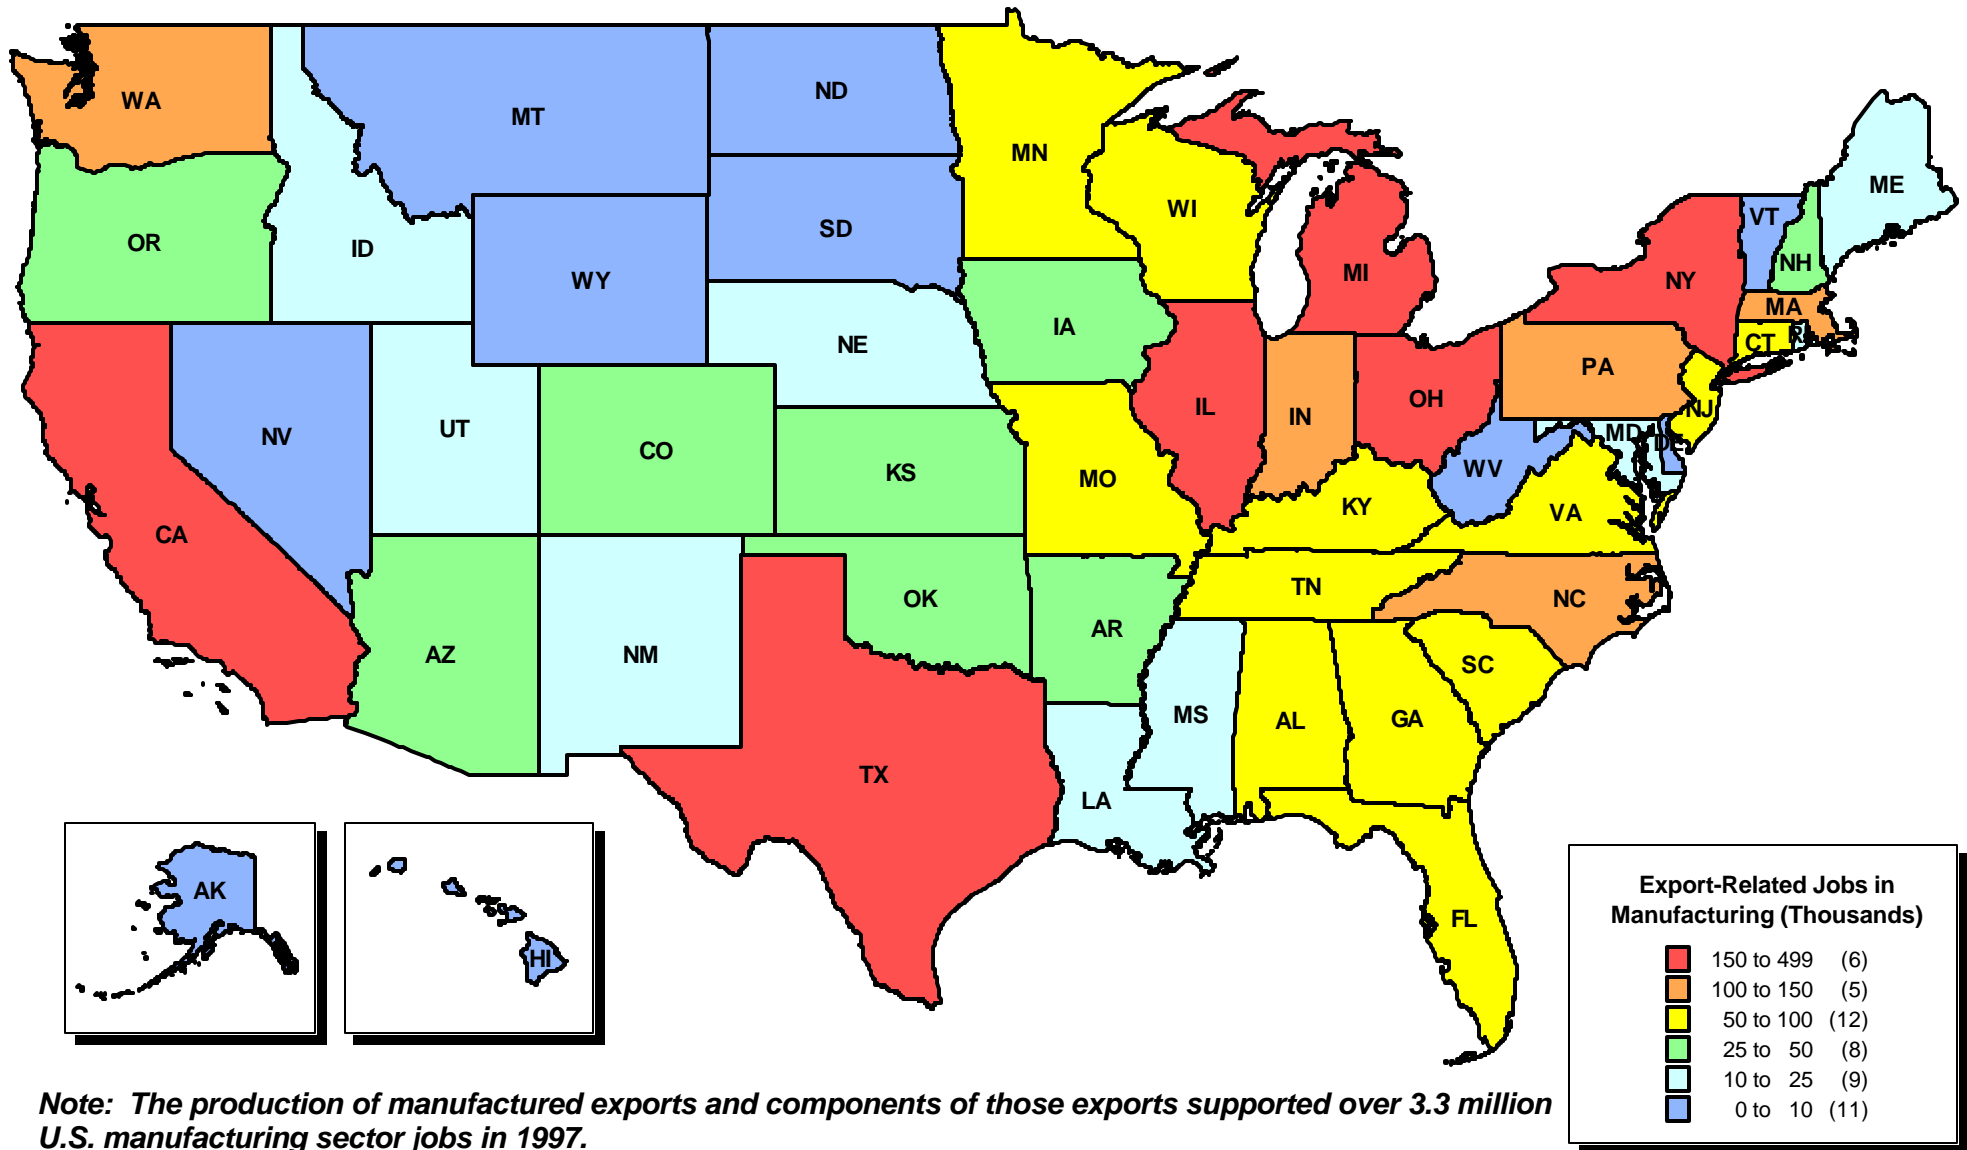 WA
MT
ND
MN
ME
OR
ID
SD
WI
VT
NH
WY
MI
NY
MA
IA
NE
CT
RI
PA
NV
UT
CO
IL
IN
OH
NJ
MD
DE
KS
MO
WV
CA
KY
VA
OK
TN
NC
AZ
NM
AR
SC
MS
AL
GA
TX
LA
AK
HI
FL
Export-Related Jobs in
Manufacturing (Thousands)
150 to 499 (6)
100 to 150 (5)
50 to 100 (12)
25 to 50 (8)
10 to 25 (9)
0 to 10 (11)
Note: The production of manufactured exports and components of those exports supported over 3.3 million
U.S. manufacturing sector jobs in 1997.